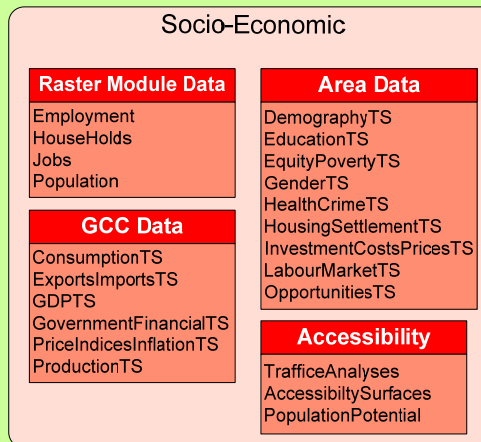 Socio-Economic
Raster Module Data
Employment
HouseHolds
Jobs
Population
GCC Data
ConsumptionTS
ExportsImportsTS
GDPTS
GovernmentFinancialTS
PriceIndicesInflationTS
ProductionTS
Area Data
DemographyTS
EducationTS
EquityPovertyTS
GenderTS
HealthCrimeTS
HousingSettlementTS
InvestmentCostsPricesTS
LabourMarketTS
OpportunitiesTS
Accessibility
TrafficeAnalyses
AccessibiltySurfaces
PopulationPotential